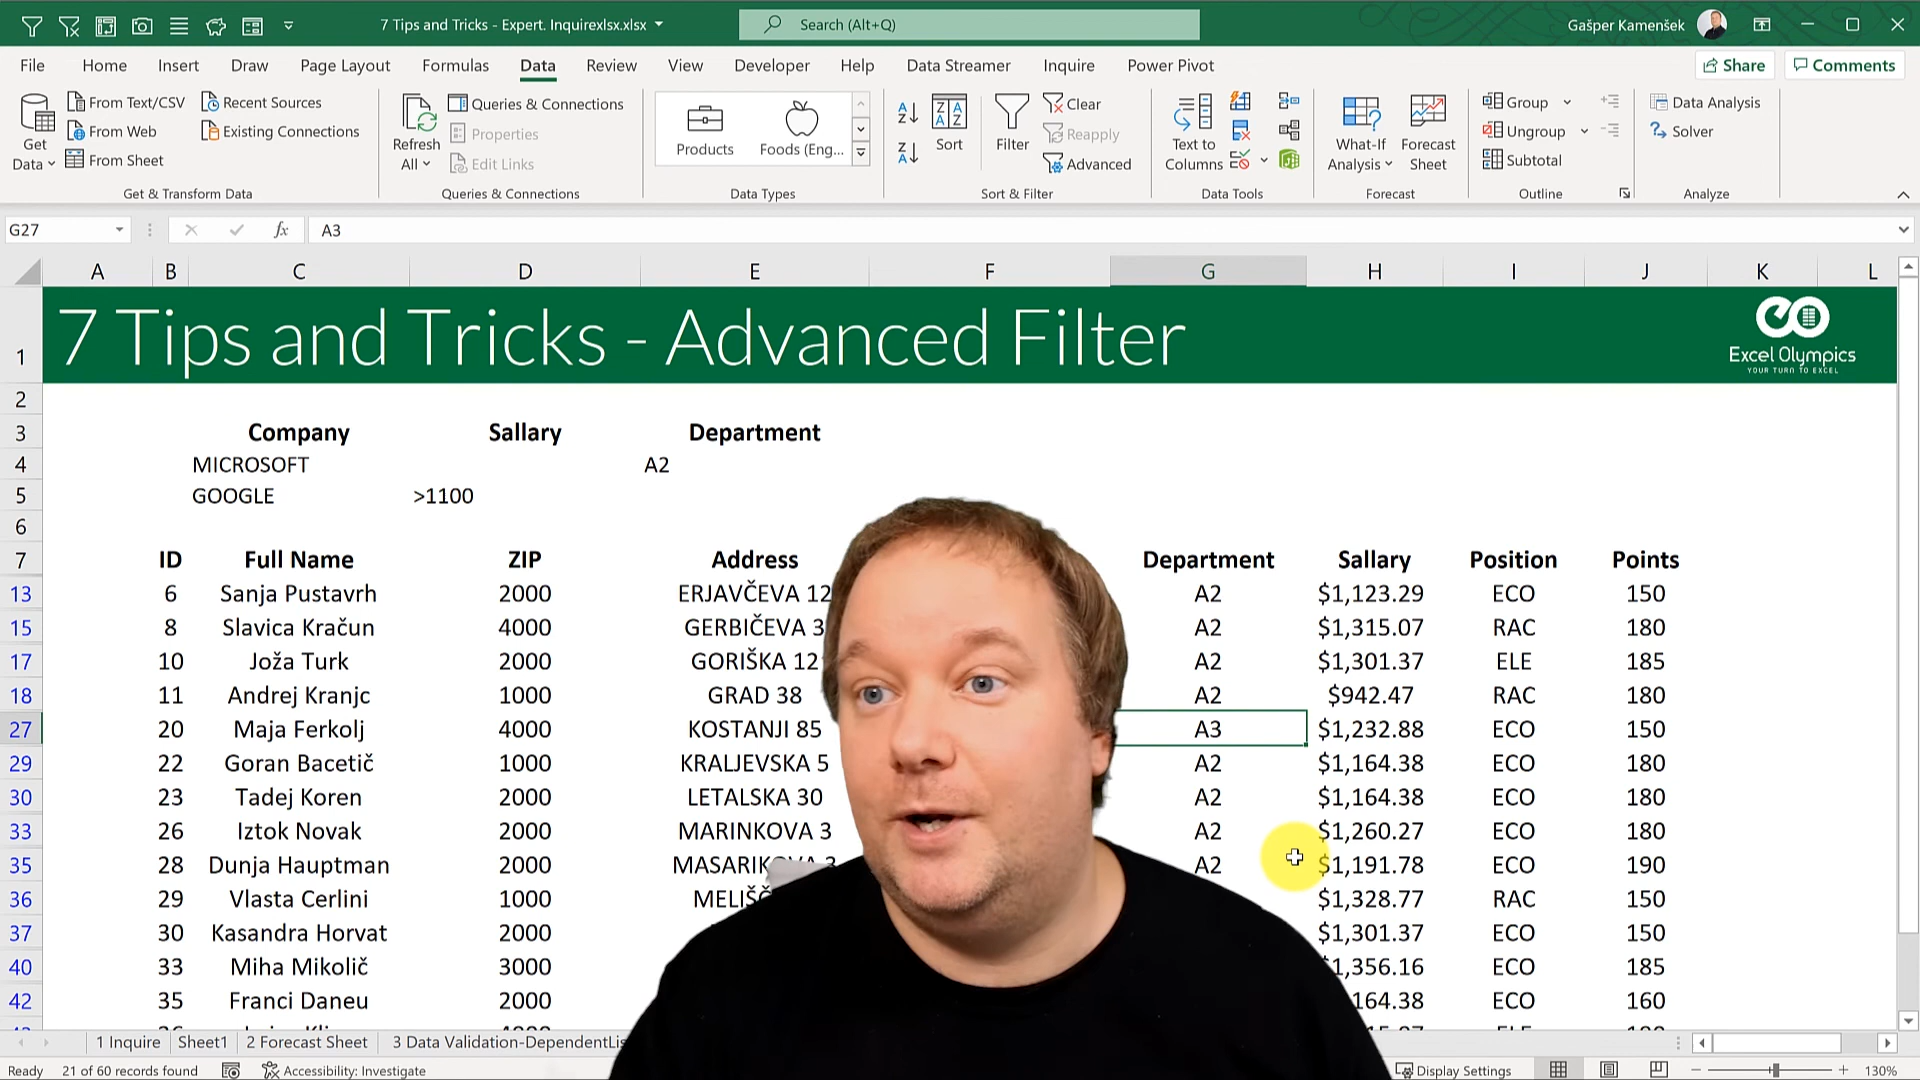 7 Tips and Tricks - Expert. Inquirexlsx.xlsx
Search (Alt+Q)
Gašper Kamenšek
File Home Insert Draw Page Layout Formulas Data Review View Developer Help Data Streamer Inquire Power Pivot
Share Comments
Get Data
From Text/CSV
From Web
From Sheet
Recent Sources
Existing Connections
Get & Transform Data
Refresh All
Queries & Connections
Properties
Edit Links
Queries & Connections
Products
Foods (Eng...
Data Types
Sort
Filter
Clear
Reapply
Advanced
Sort & Filter
Text to Columns
Data Tools
What-If Analysis
Forecast Sheet
Forecast
Group
Ungroup
Subtotal
Outline
Data Analysis
Solver
Analyze
G27 fx A3
A B C D E F G H I J K L
1 7 Tips and Tricks - Advanced Filter
Excel Olympics
YOUR TURN TO EXCEL
2
3 Company Sallary Department
4 MICROSOFT A2
5 GOOGLE >1100
6
7 ID Full Name ZIP Address Department Sallary Position Points
13 6 Sanja Pustavrh 2000 ERJAVČEVA 12 A2 $1,123.29 ECO 150
15 8 Slavica Kračun 4000 GERBIČEVA 3 A2 $1,315.07 RAC 180
17 10 Joža Turk 2000 GORIŠKA 12 A2 $1,301.37 ELE 185
18 11 Andrej Kranjc 1000 GRAD 38 A2 $942.47 RAC 180
27 20 Maja Ferkolj 4000 KOSTANJI 85 A3 $1,232.88 ECO 150
29 22 Goran Bacetič 1000 KRALJEVSKA 5 A2 $1,164.38 ECO 180
30 23 Tadej Koren 2000 LETALSKA 30 A2 $1,164.38 ECO 180
33 26 Iztok Novak 2000 MARINKOVA 3 A2 $1,260.27 ECO 180
35 28 Dunja Hauptman 2000 A2 $1,191.78 ECO 190
36 29 Vlasta Cerlini 1000 $1,328.77 RAC 150
37 30 Kasandra Horvat 2000 $1,301.37 ECO 150
40 33 Miha Mikolič 3000 1,356.16 ECO 185
42 35 Franci Daneu 2000 164.38 ECO 160
1 Inquire Sheet1 2 Forecast Sheet 3 Data Validation-DependentLis
Ready 21 of 60 records found Accessibility: Investigate Display Settings 130%